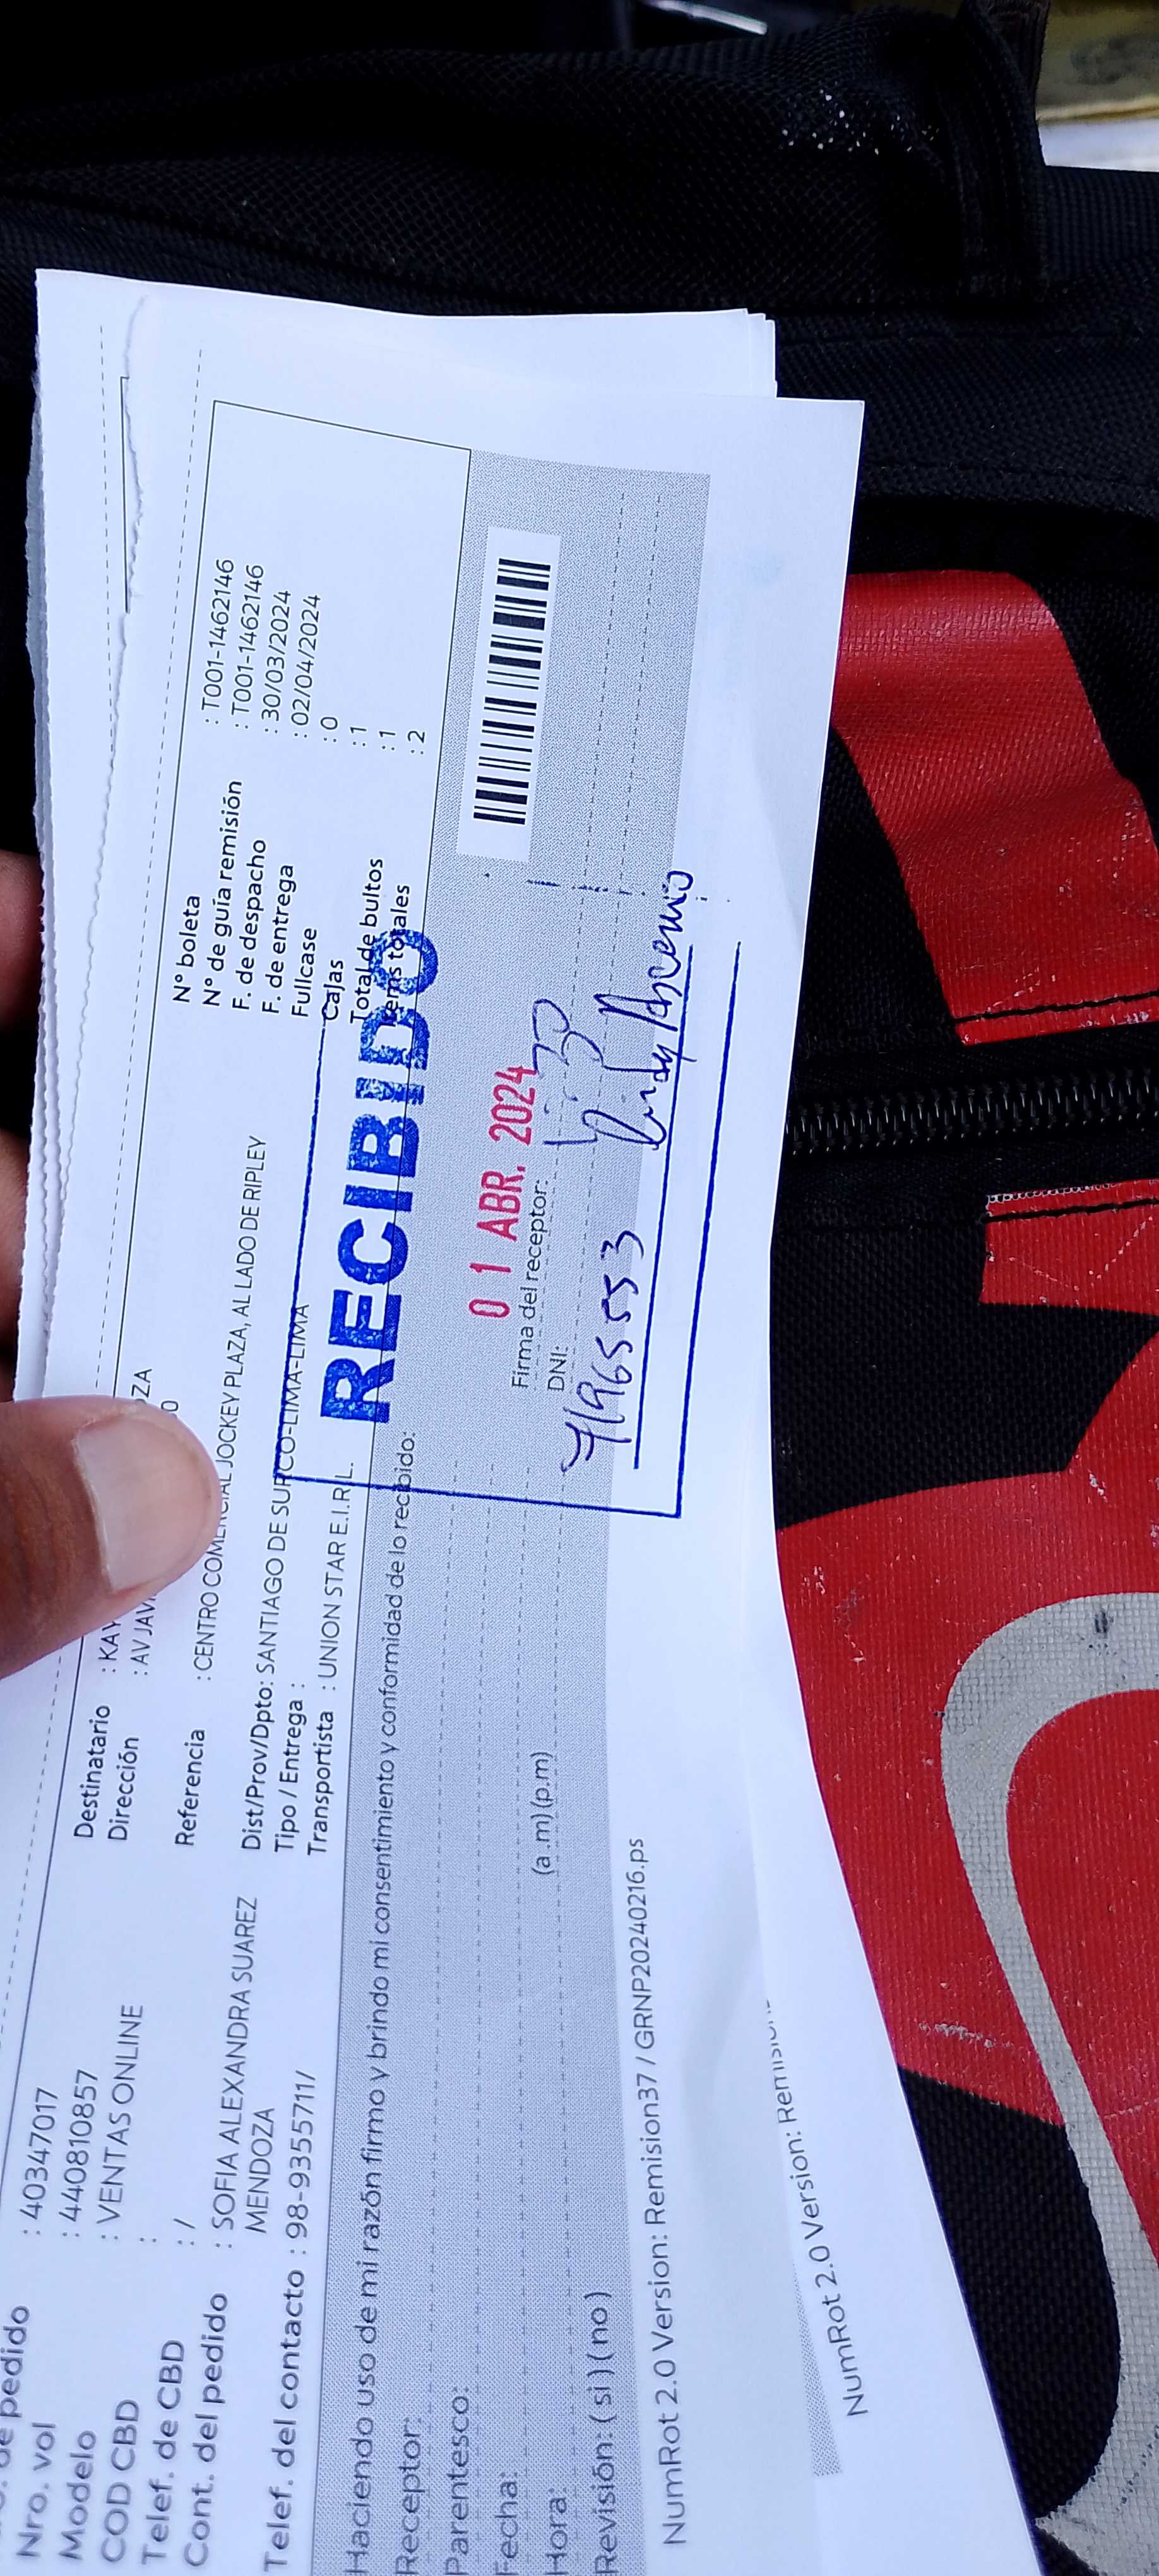 de pedido : 40347017
Nro. vol : 440810857
Modelo : VENTAS ONLINE
COD CBD :
Telef. de CBD : /
Cont. del pedido : SOFIA ALEXANDRA SUAREZ
MENDOZA
Telef. del contacto : 98-9355711/
Destinatario : KAY
Dirección : AV JAV
Referencia : CENTRO COMERCIAL JOCKEY PLAZA, AL LADO DE RIPLEY
Dist/Prov/Dpto: SANTIAGO DE SURCO-LIMA-LIMA
Tipo / Entrega :
Transportista : UNION STAR E.I.R.L.
N° boleta : T001-1462146
N° de guía remisión : T001-1462146
F. de despacho : 30/03/2024
F. de entrega : 02/04/2024
Fullcase : 0
Cajas : 1
Total de bultos : 1
Items totales : 2
RECIBIDO
01 ABR. 2024
Haciendo uso de mi razón firmo y brindo mi consentimiento y conformidad de lo recibido:
Receptor:
Parentesco:
Fecha:
Hora: (a.m) (p.m)
Revisión: ( si ) ( no )
Firma del receptor:
DNI:
NumRot 2.0 Version: Remision37 / GRNP20240216.ps
NumRot 2.0 Version: